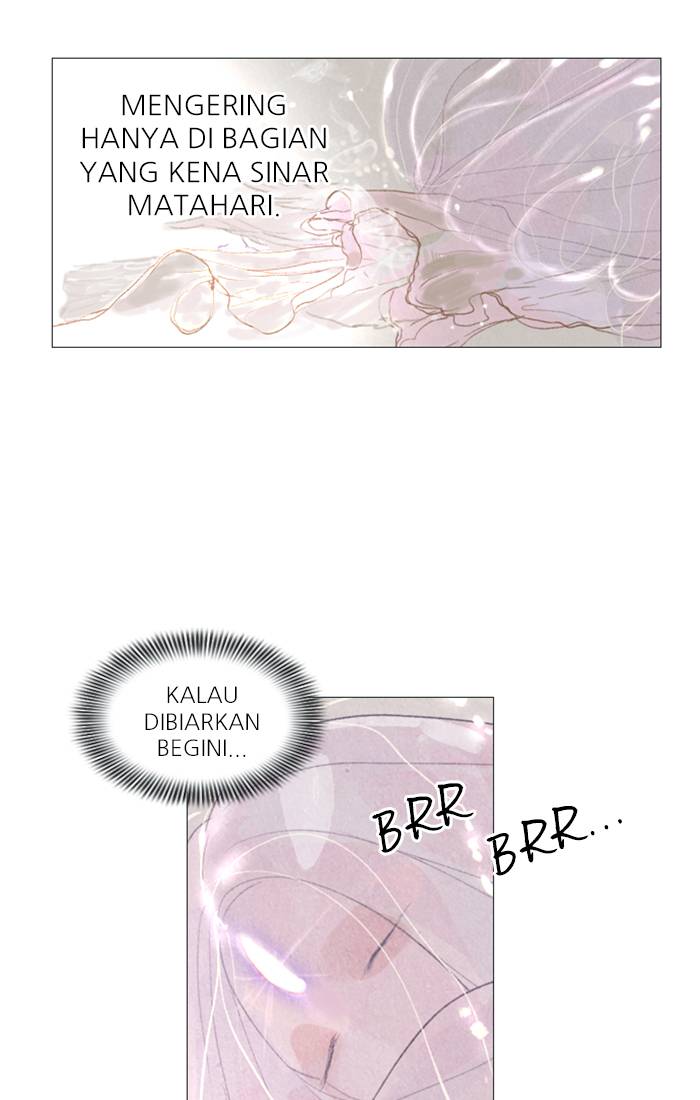 MENGERING
HANYA DI BAGIAN
YANG KENA SINAR
MATAHARI.
KALAU
DIBIARKAN
BEGINI...
BRR
BRR...